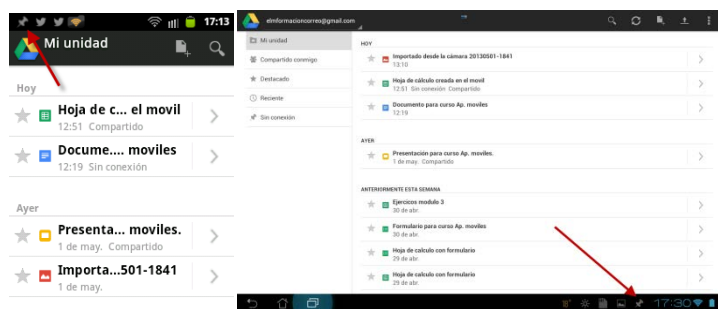 17:13
Mi unidad
Hoy
Hoja de c... el movil
12:51 Compartido
Docume.... moviles
12:19 Sin conexión
Ayer
Presenta... moviles.
1 de may. Compartido
Importa...501-1841
1 de may.
elmformacioncorreo@gmail.com
Mi unidad
Compartido conmigo
Destacado
Reciente
Sin conexión
HOY
Importado desde la cámara 20130501-1841
13:10
Hoja de cálculo creada en el movil
12:51 Sin conexión Compartido
Documento para curso Ap. moviles
12:19
AYER
Presentación para curso Ap. moviles.
1 de may. Compartido
ANTERIORMENTE ESTA SEMANA
Ejercicos modulo 3
30 de abr.
Formulario para curso Ap. moviles
30 de abr.
Hoja de calculo con formulario
29 de abr.
Hoja de calculo con formulario
29 de abr.
17:30